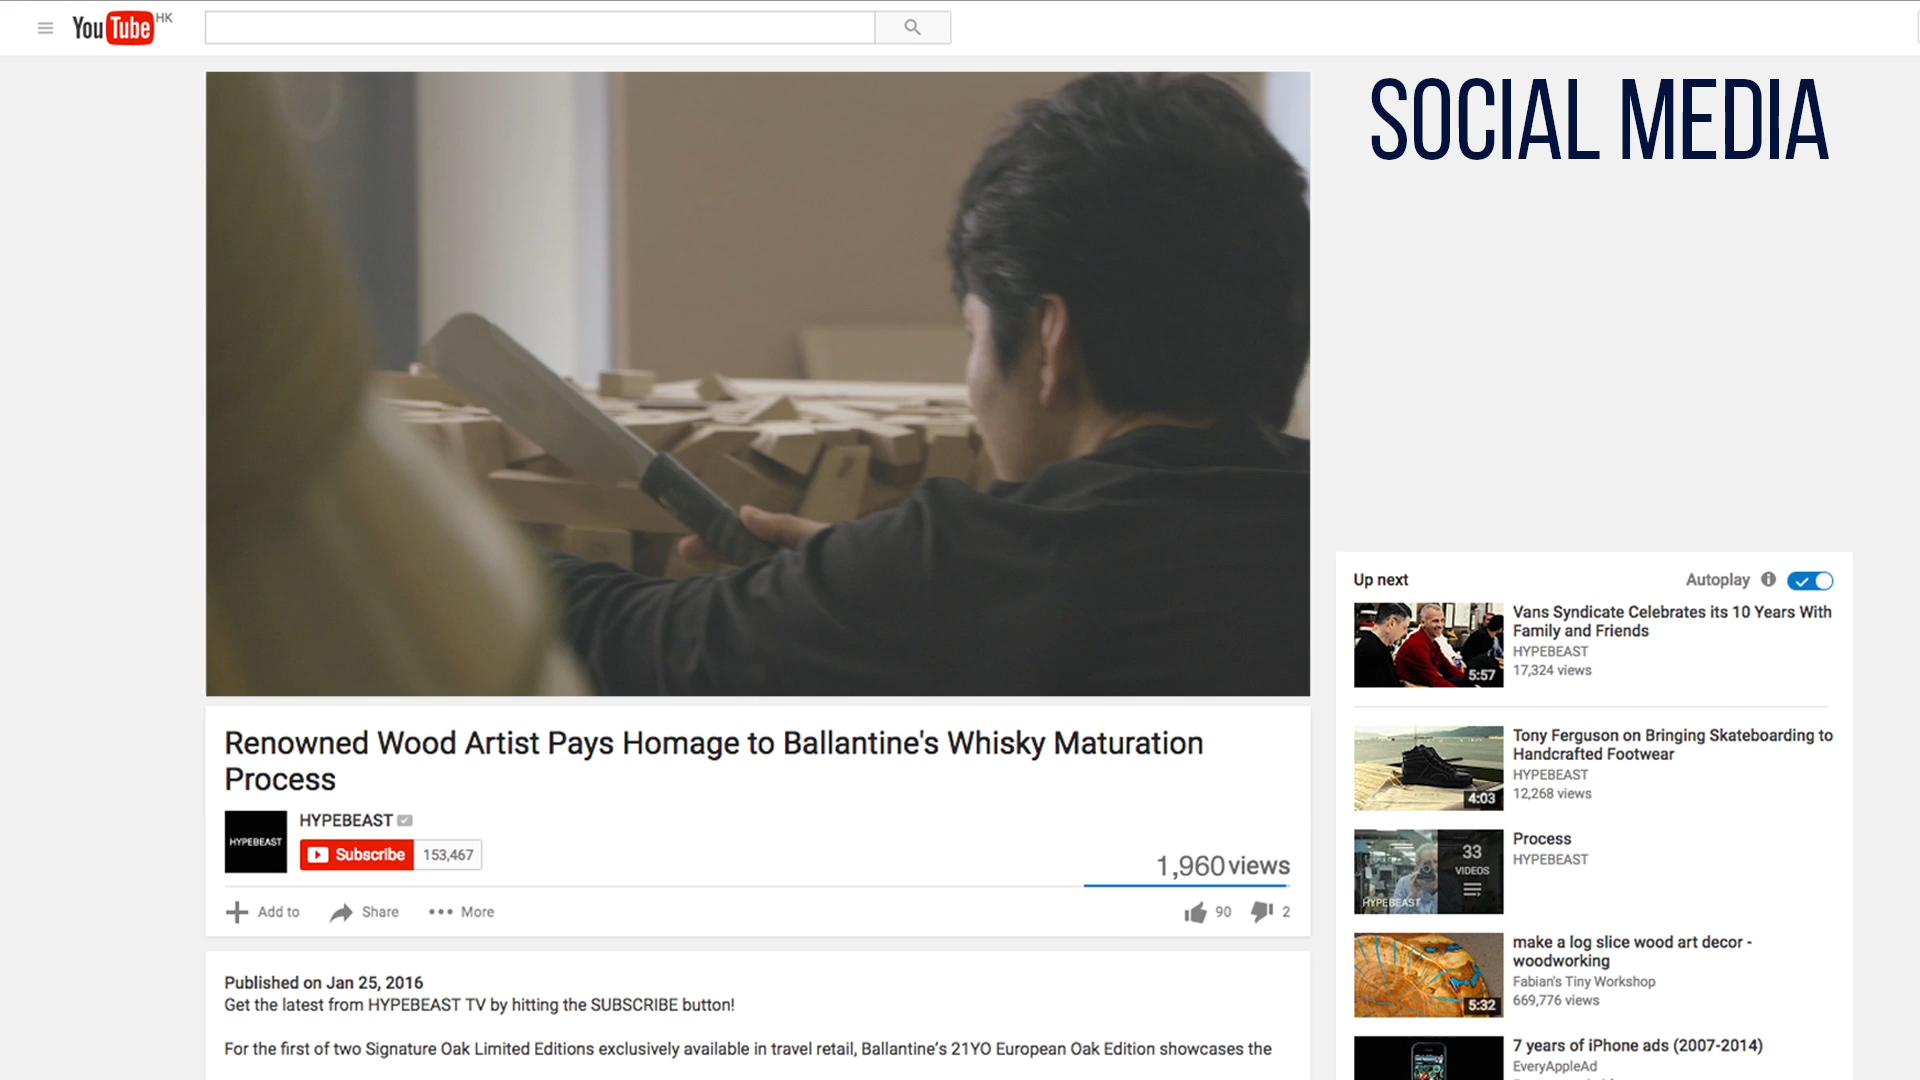 YouTube HK
SOCIAL MEDIA
Renowned Wood Artist Pays Homage to Ballantine's Whisky Maturation
Process
HYPEBEAST
HYPEBEAST
Subscribe 153,467
1,960 views
Add to Share More
90 2
Published on Jan 25, 2016
Get the latest from HYPEBEAST TV by hitting the SUBSCRIBE button!
For the first of two Signature Oak Limited Editions exclusively available in travel retail, Ballantine’s 21YO European Oak Edition showcases the
Up next Autoplay
Vans Syndicate Celebrates its 10 Years With
Family and Friends
HYPEBEAST
17,324 views
5:57
Tony Ferguson on Bringing Skateboarding to
Handcrafted Footwear
HYPEBEAST
12,268 views
4:03
Process
HYPEBEAST
33
VIDEOS
HYPEBEAST
make a log slice wood art decor -
woodworking
Fabian's Tiny Workshop
669,776 views
5:32
7 years of iPhone ads (2007-2014)
EveryAppleAd